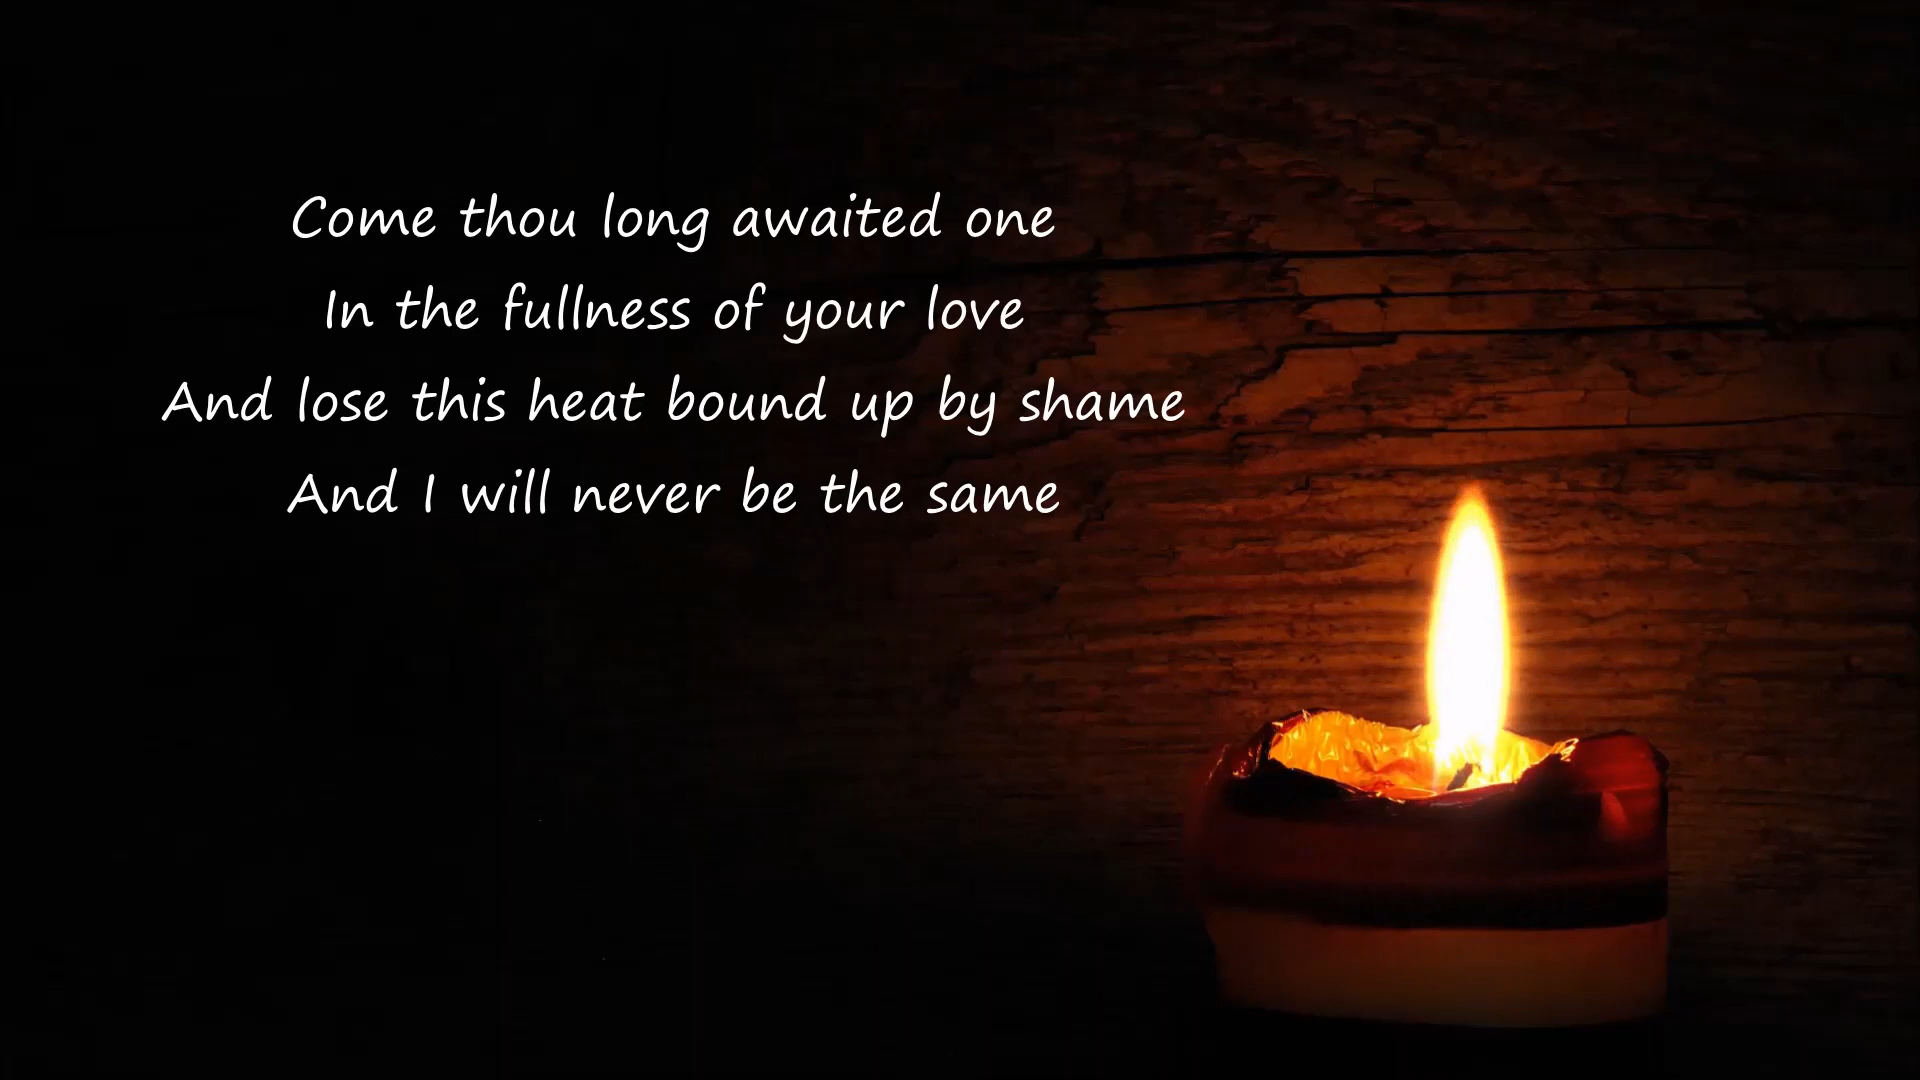 Come thou long awaited one
In the fullness of your love
And lose this heat bound up by shame
And I will never be the same